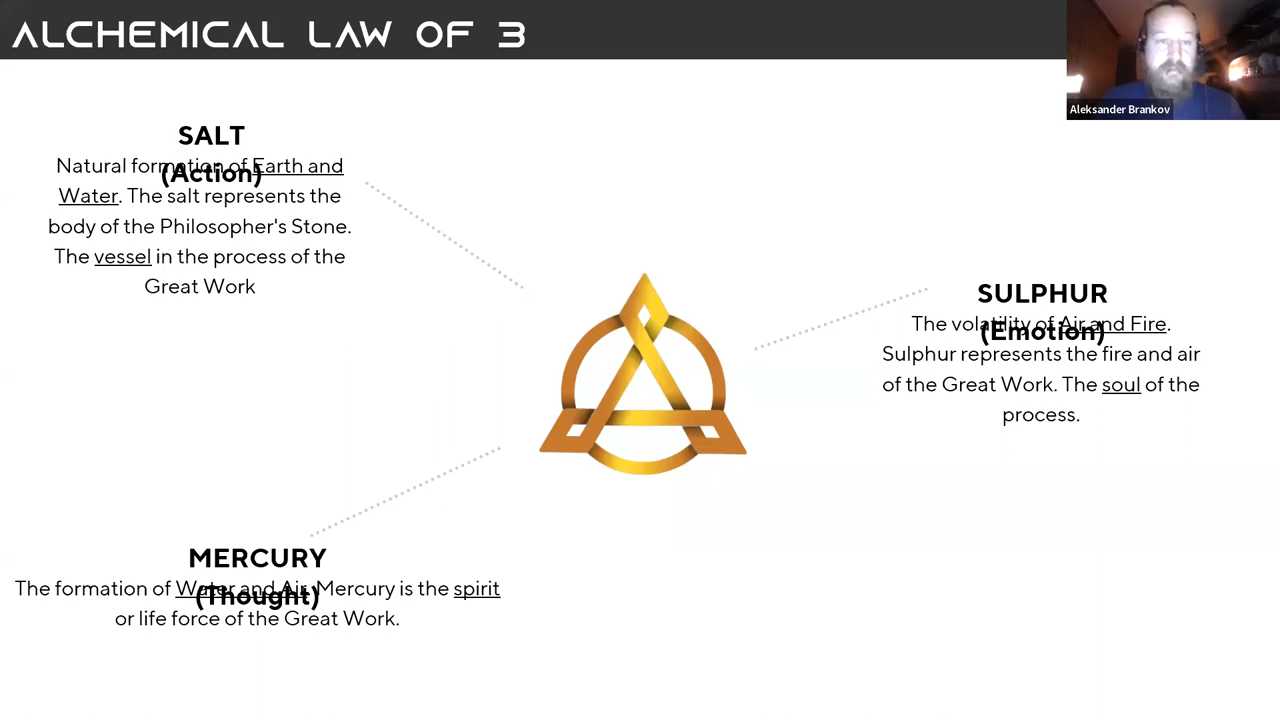 ALCHEMICAL LAW OF 3
Aleksander Brankov
SALT
(Action)
Natural formation of Earth and
Water. The salt represents the
body of the Philosopher's Stone.
The vessel in the process of the
Great Work
SULPHUR
(Emotion)
The volatility of Air and Fire.
Sulphur represents the fire and air
of the Great Work. The soul of the
process.
MERCURY
(Thought)
The formation of Water and Air. Mercury is the spirit
or life force of the Great Work.